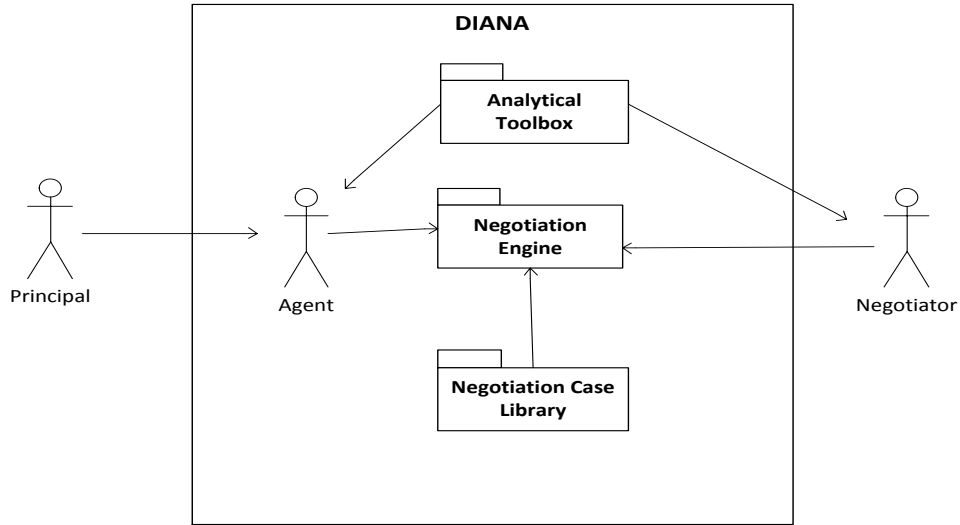 DIANA
Analytical
Toolbox
Negotiation
Engine
Principal
Agent
Negotiator
Negotiation Case
Library